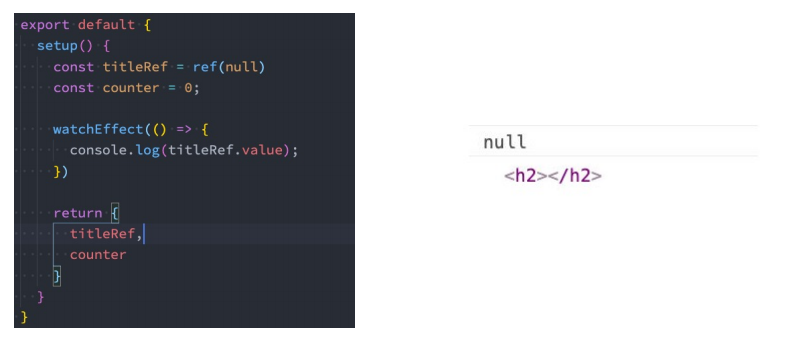 export default {
  setup() {
    const titleRef = ref(null)
    const counter = 0;

    watchEffect(() => {
      console.log(titleRef.value);
    })

    return {
      titleRef,
      counter
    }
  }
}
null
<h2></h2>